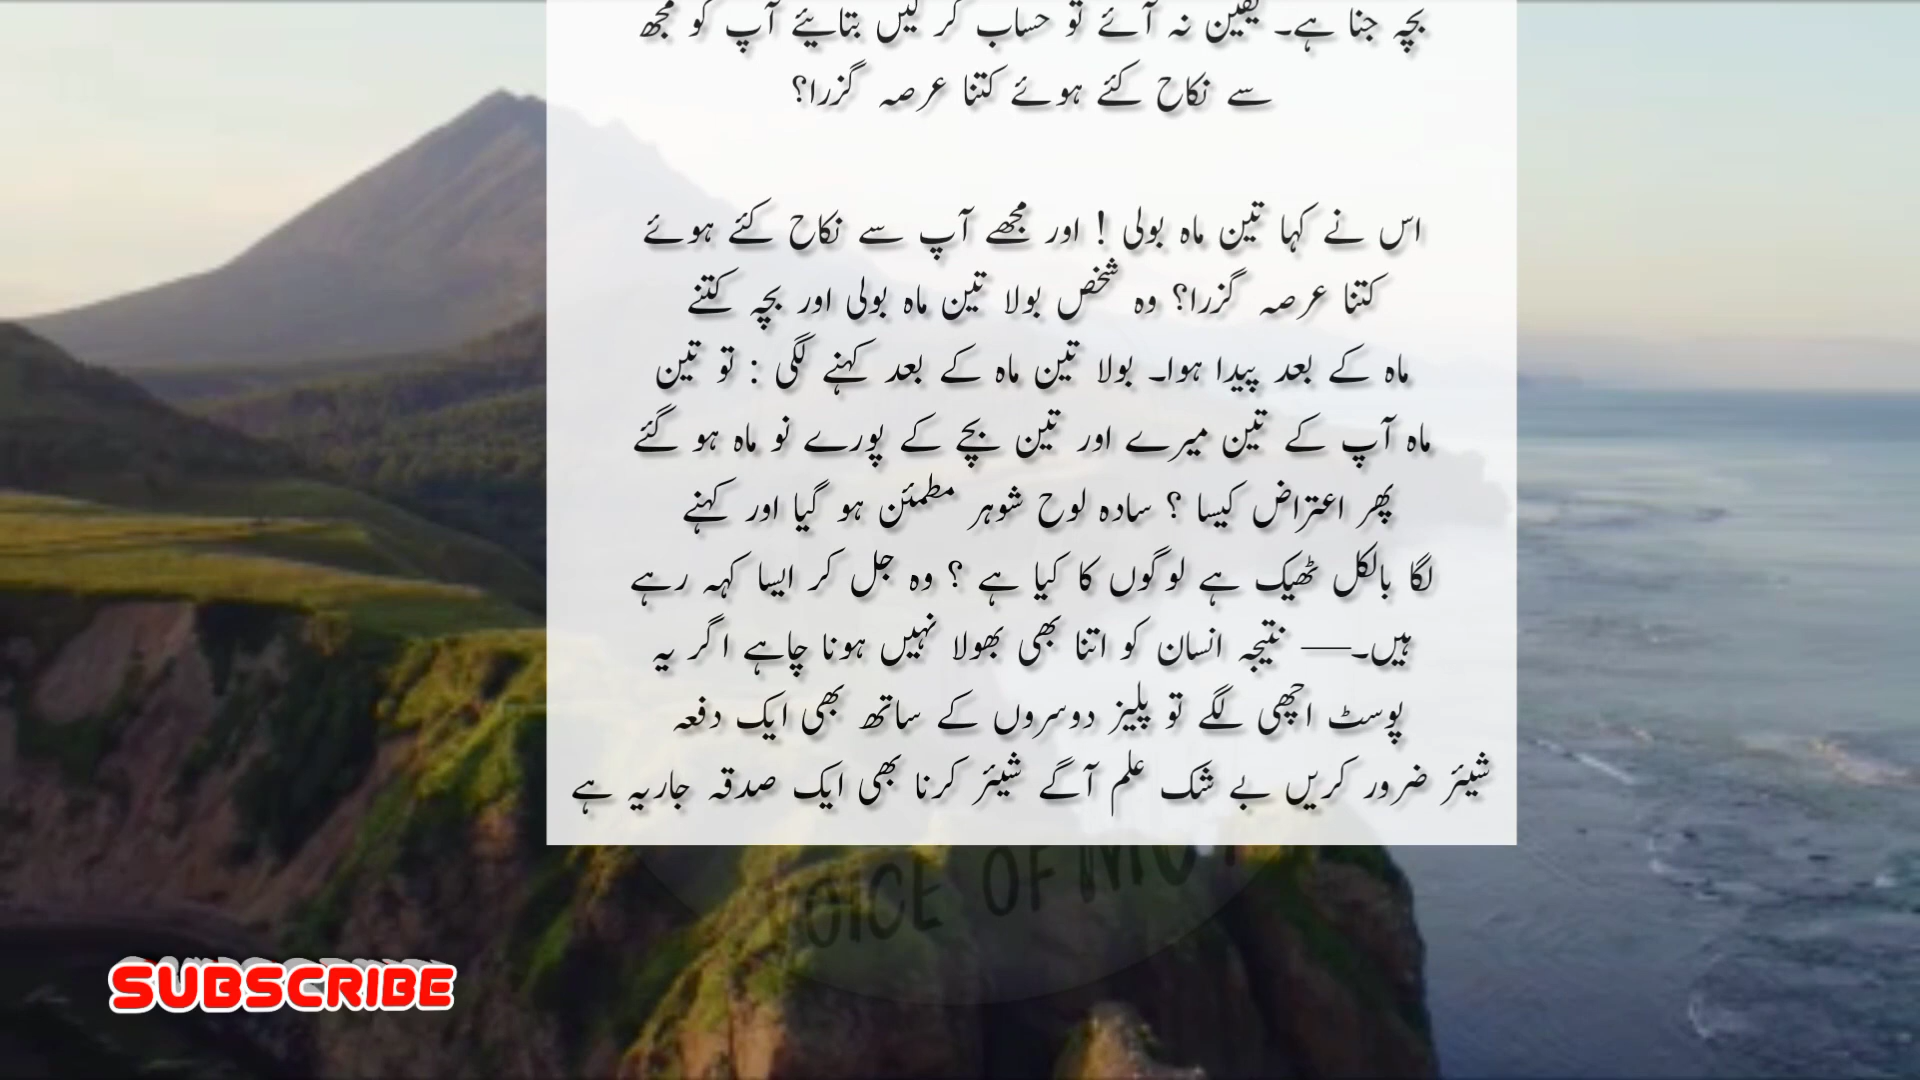 بچہ جنا ہے۔ یقین نہ آئے تو حساب کر لیں بتایئے آپ کو مجھ
سے نکاح کئے ہوئے کتنا عرصہ گزرا؟
اس نے کہا تین ماہ بولی ! اور مجھے آپ سے نکاح کئے ہوئے
کتنا عرصہ گزرا؟ وہ شخص بولا تین ماہ بولی اور بچہ کتنے
ماہ کے بعد پیدا ہوا۔ بولا تین ماہ کے بعد کہنے لگی : تو تین
ماہ آپ کے تین میرے اور تین بچے کے پورے نو ماہ ہو گئے
پھر اعتراض کیسا ؟ سادہ لوح شوہر مطمئن ہو گیا اور کہنے
لگا بالکل ٹھیک ہے لوگوں کا کیا ہے ؟ وہ جل کر ایسا کہہ رہے
ہیں۔— نتیجہ انسان کو اتنا بھی بھولا نہیں ہونا چاہے اگر یہ
پوسٹ اچھی لگے تو پلیز دوسروں کے ساتھ بھی ایک دفعہ
شیئر ضرور کریں بے شک علم آگے شیئر کرنا بھی ایک صدقہ جاریہ ہے
VOICE OF
SUBSCRIBE